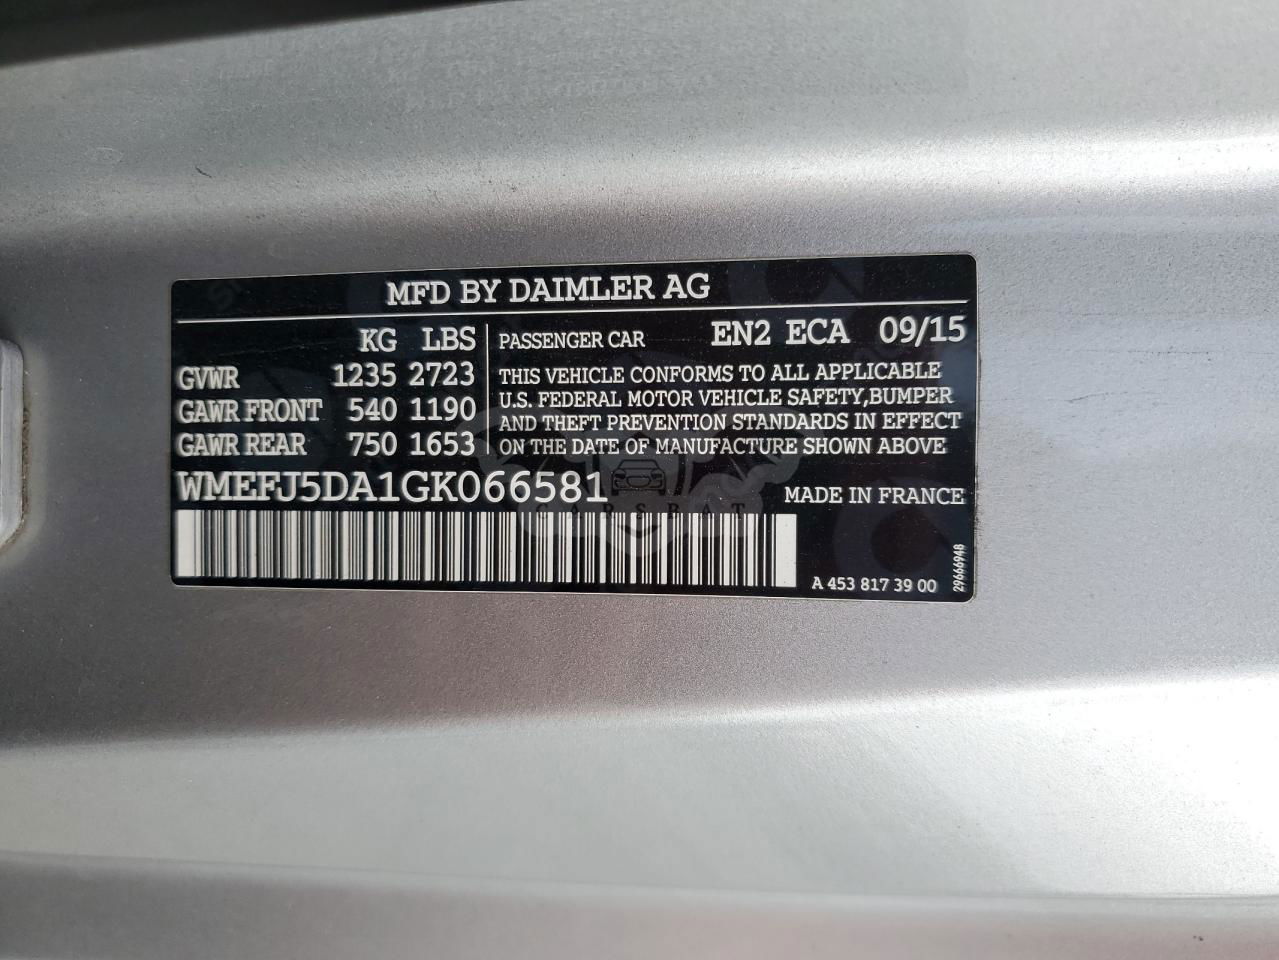 MFD BY DAIMLER AG
KG LBS
GVWR 1235 2723
GAWR FRONT 540 1190
GAWR REAR 750 1653
PASSENGER CAR EN2 ECA 09/15
THIS VEHICLE CONFORMS TO ALL APPLICABLE
U.S. FEDERAL MOTOR VEHICLE SAFETY,BUMPER
AND THEFT PREVENTION STANDARDS IN EFFECT
ON THE DATE OF MANUFACTURE SHOWN ABOVE
WMEFJ5DA1GK066581
MADE IN FRANCE
CARSBAT
A 453 817 39 00
29666948